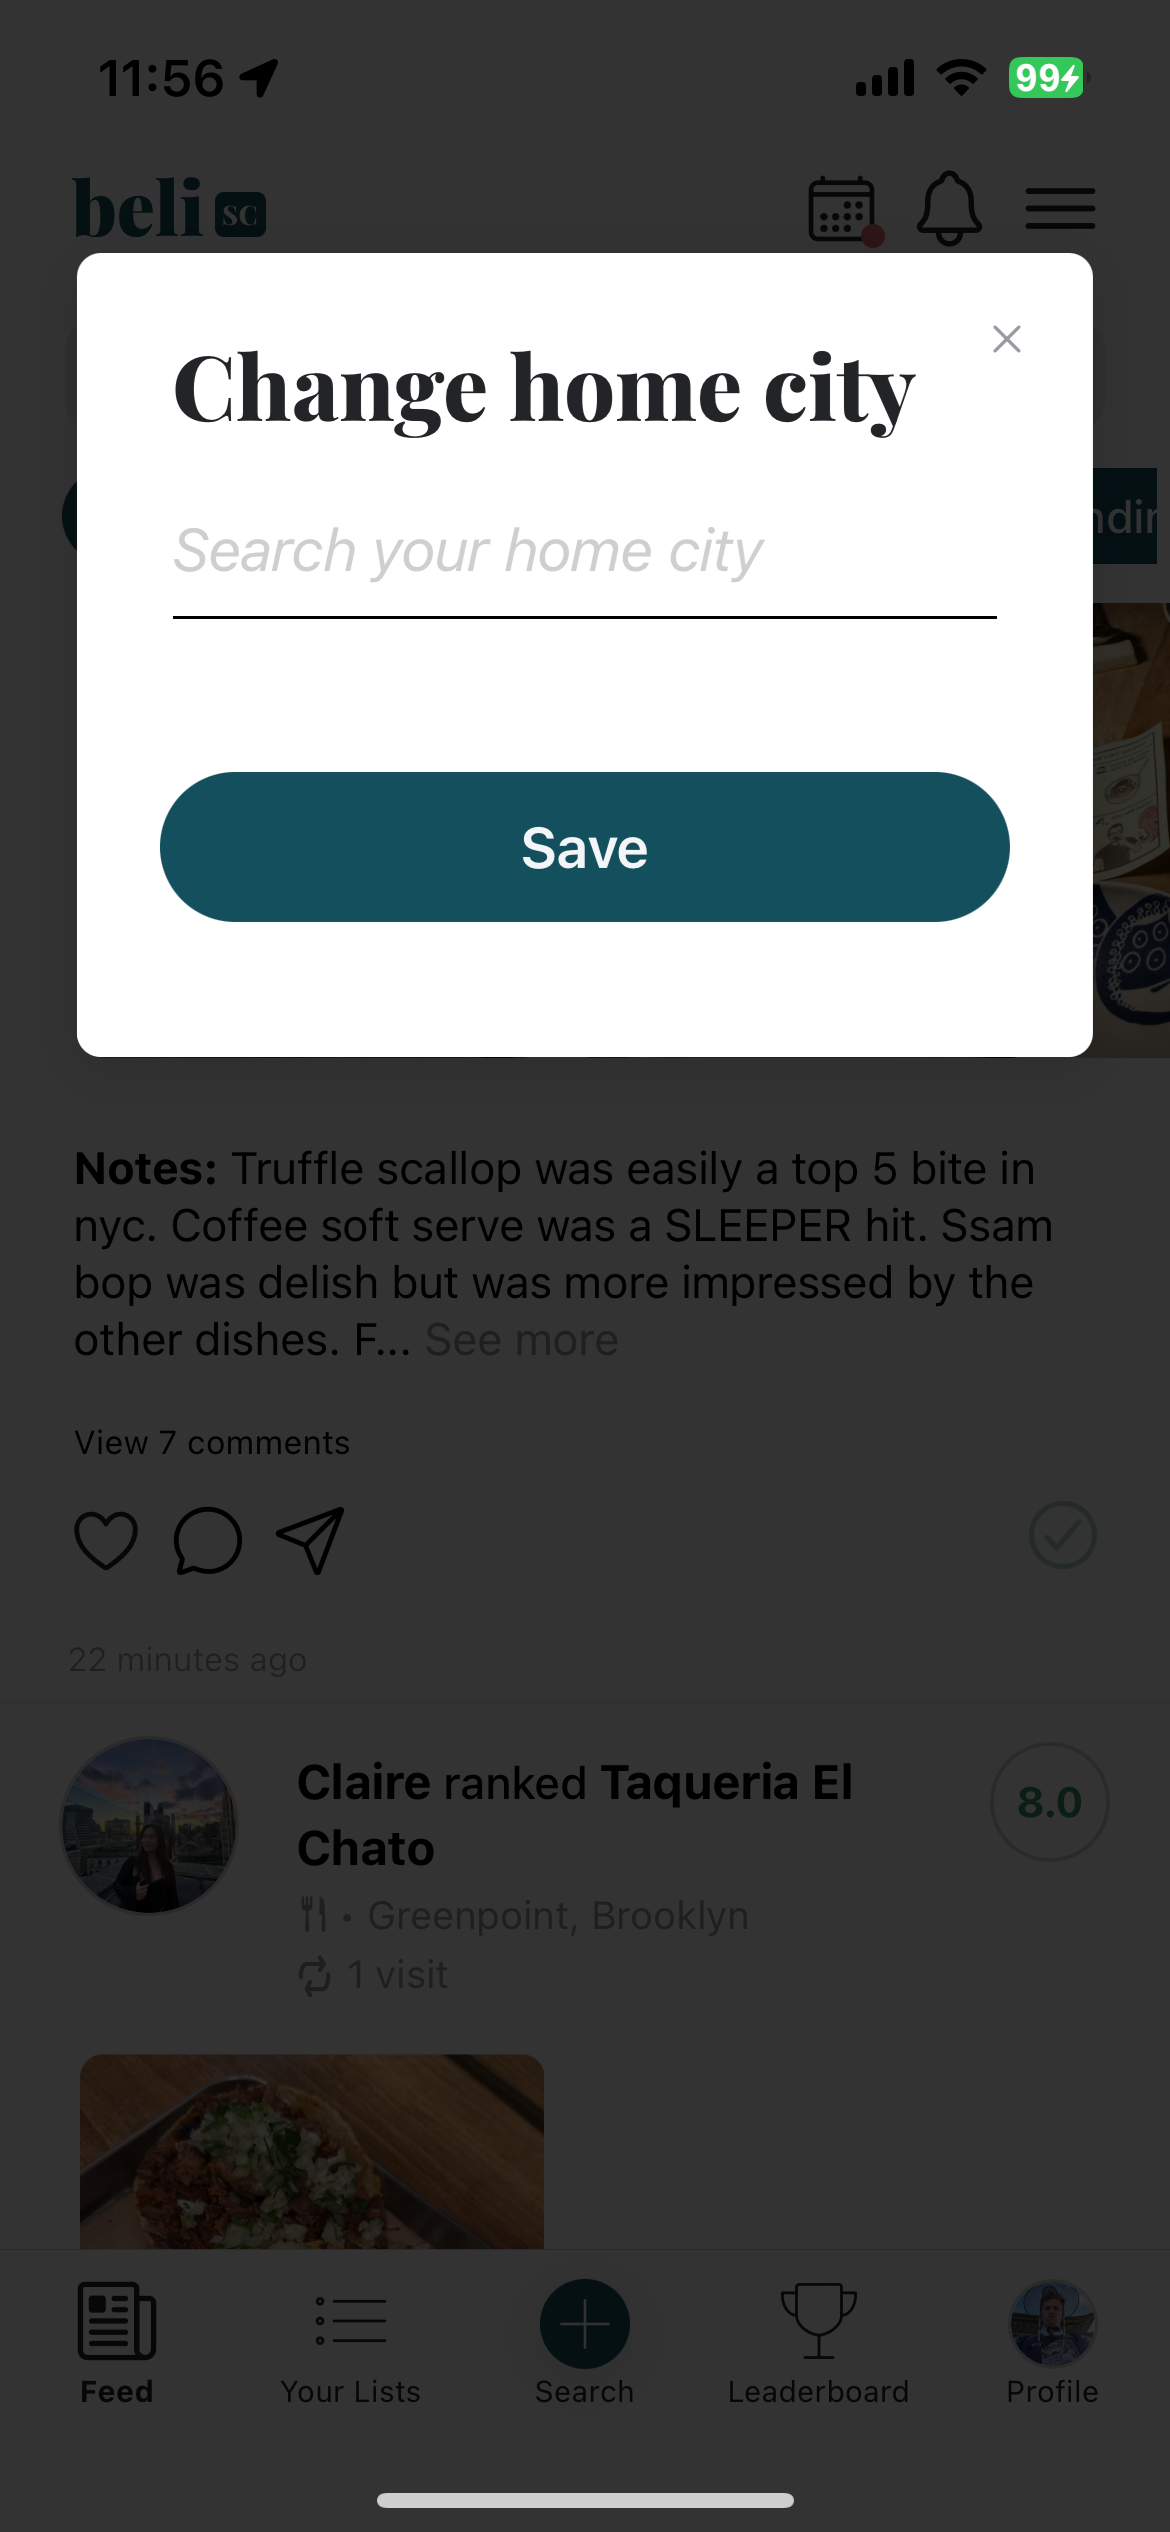 11:56
99
beli SC
Change home city
Search your home city
Save
Notes: Truffle scallop was easily a top 5 bite in
nyc. Coffee soft serve was a SLEEPER hit. Ssam
bop was delish but was more impressed by the
other dishes. F... See more
View 7 comments
22 minutes ago
Claire ranked Taqueria El
Chato
8.0
• Greenpoint, Brooklyn
1 visit
Feed
Your Lists
Search
Leaderboard
Profile